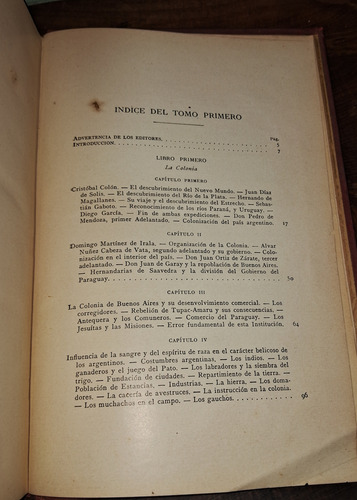 INDICE DEL TOMO PRIMERO
Pág.
ADVERTENCIA DE LOS EDITORES. 5
INTRODUCCIÓN. 7
LIBRO PRIMERO
La Colonia
CAPÍTULO PRIMERO
Cristóbal Colón. — El descubrimiento del Nuevo Mundo. — Juan Díaz
de Solís. — El descubrimiento del Río de la Plata. — Hernando de
Magallanes. — Su viaje y el descubrimiento del Estrecho. — Sebas-
tián Gaboto. — Reconocimiento de los ríos Paraná, y Uruguay. —
Diego García. — Fin de ambas expediciones. — Don Pedro de
Mendoza, primer Adelantado. — Colonización del país argentino. 17
CAPITULO II
Domingo Martínez de Irala. — Organización de la Colonia. — Alvar
Nuñez Cabeza de Vata, segundo adelantado y su gobierno. — Colo-
nización en el interior del país. — Don Juan Ortiz de Zárate, tercer
adelantado. — Don Juan de Garay y la repoblación de Buenos Aires.
— Hernandarias de Saavedra y la división del Gobierno del
Paraguay. 50
CAPITULO III
La Colonia de Buenos Aires y su desenvolvimiento comercial. — Los
corregidores. — Rebelión de Tupac-Amaru y sus consecuencias. —
Antequera y los Comuneros. — Comercio del Paraguay. — Los
Jesuítas y las Misiones. — Error fundamental de esta Institución. 64
CAPITULO IV
Influencia de la sangre y del espíritu de raza en el carácter belicoso de
los argentinos. — Costumbres argentinas. — Los indios. — Los
ganaderos y el juego del Pato. — Los labradores y la siembra del
trigo. — Fundación de ciudades. — Repartimiento de la tierra. —
Población de Estancias. — Industrias. — La hierra. — Los doma-
dores. — La cacería de avestruces. — La instrucción en la colonia.
— Los muchachas en el campo. — Los gauchos. 96